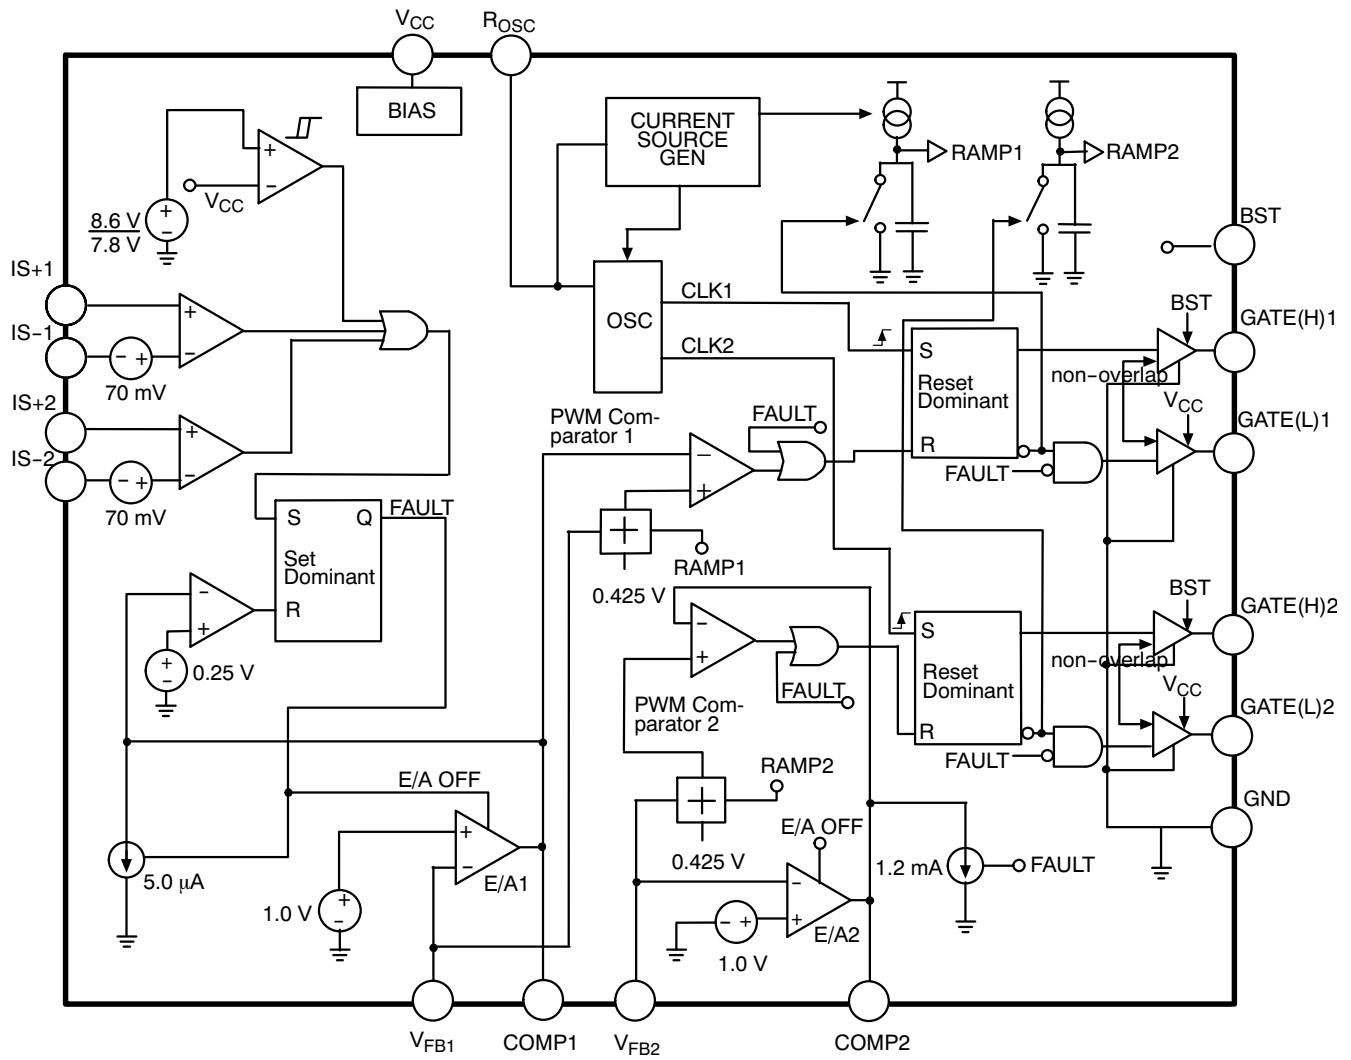 VCC
ROSC
BIAS
CURRENT
SOURCE
GEN
RAMP1
RAMP2
+
−
VCC
8.6 V
7.8 V
+
−
BST
IS+1
IS−1
+
−
− +
70 mV
IS+2
IS−2
+
−
− +
70 mV
OSC
CLK1
CLK2
BST
GATE(H)1
S
Reset
Dominant
R
non−overlap
VCC
GATE(L)1
FAULT
PWM Com-
parator 1
FAULT
−
+
+
RAMP1
0.425 V
S
Q
FAULT
Set
Dominant
R
−
+
+
−
0.25 V
−
+
PWM Com-
parator 2
FAULT
S
Reset
Dominant
R
BST
GATE(H)2
non−overlap
VCC
GATE(L)2
FAULT
RAMP2
+
0.425 V
E/A OFF
+
−
E/A1
5.0 μA
1.0 V
+
−
E/A OFF
−
+
E/A2
− +
1.0 V
1.2 mA
FAULT
GND
VFB1
COMP1
VFB2
COMP2